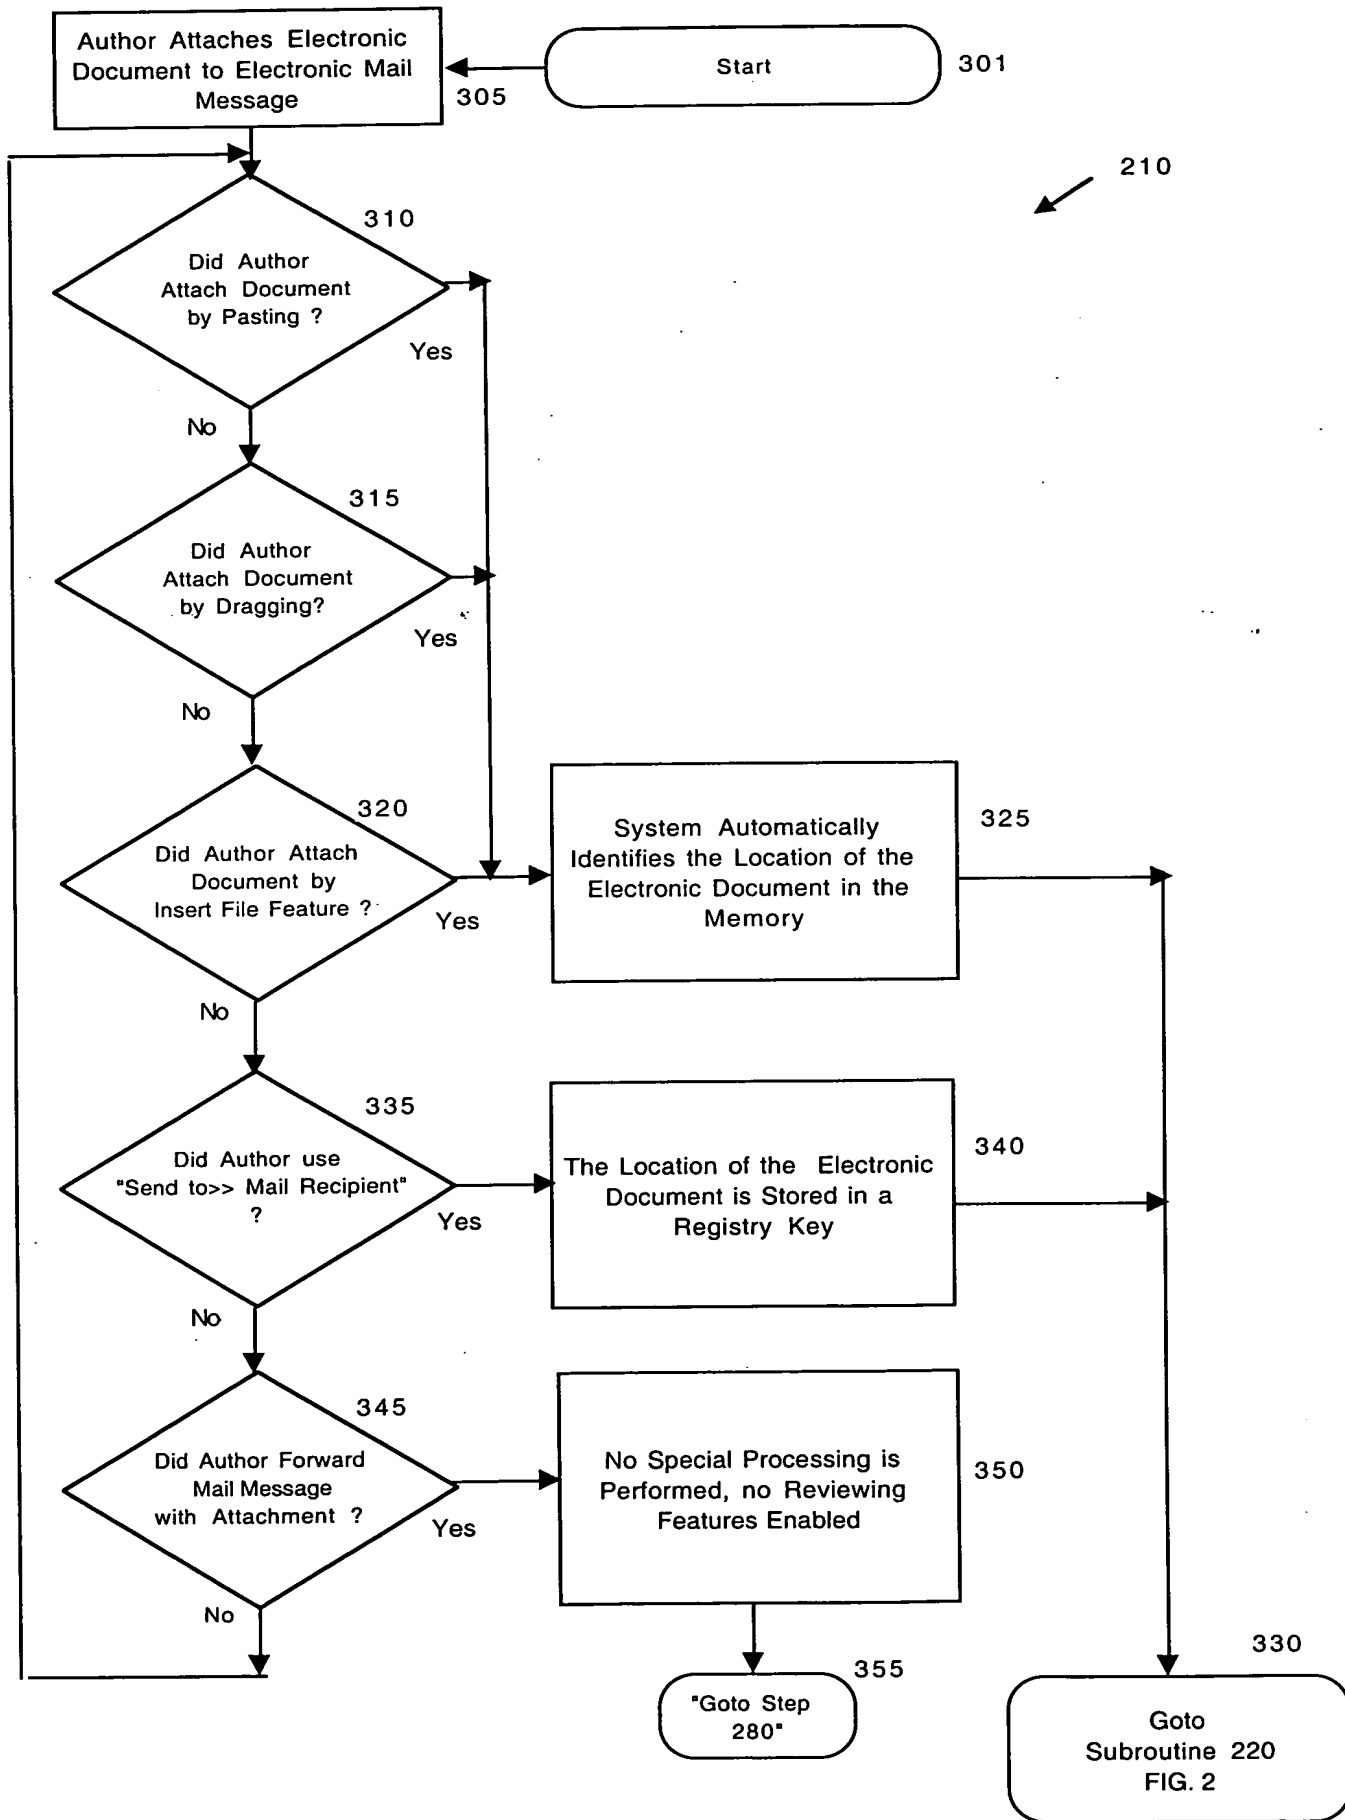 Author Attaches Electronic
Document to Electronic Mail
Message
305
Start
301
210
310
Did Author
Attach Document
by Pasting ?
Yes
No
315
Did Author
Attach Document
by Dragging?
Yes
No
320
Did Author Attach
Document by
Insert File Feature ?
Yes
No
System Automatically
Identifies the Location of the
Electronic Document in the
Memory
325
335
Did Author use
"Send to>> Mail Recipient"
?
Yes
No
The Location of the Electronic
Document is Stored in a
Registry Key
340
345
Did Author Forward
Mail Message
with Attachment ?
Yes
No
No Special Processing is
Performed, no Reviewing
Features Enabled
350
355
"Goto Step
280"
330
Goto
Subroutine 220
FIG. 2